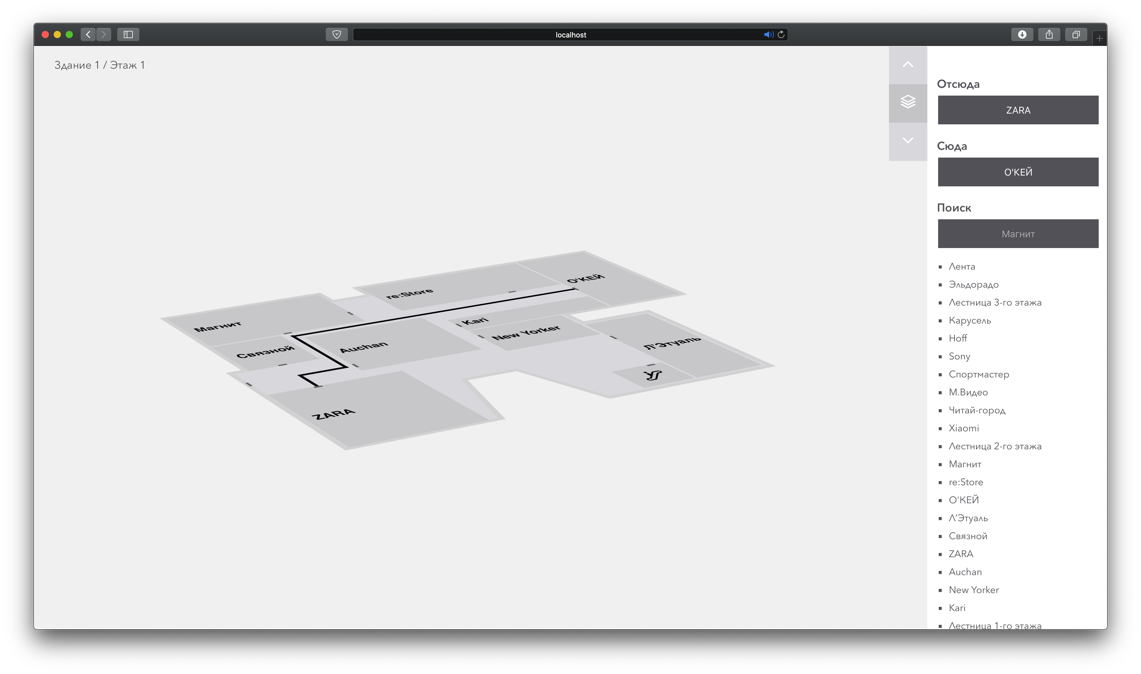 localhost
Здание 1 / Этаж 1
Отсюда
ZARA
Сюда
О'КЕЙ
Поиск
Магнит
Лента
Эльдорадо
Лестница 3-го этажа
Карусель
Hoff
Sony
Спортмастер
М.Видео
Читай-город
Xiaomi
Лестница 2-го этажа
Магнит
re:Store
О'КЕЙ
Л'Этуаль
Связной
ZARA
Auchan
New Yorker
Kari
Лестница 1-го этажа
re:Store
О'КЕЙ
Магнит
Kari
New Yorker
Связной
Auchan
Л'Этуаль
ZARA